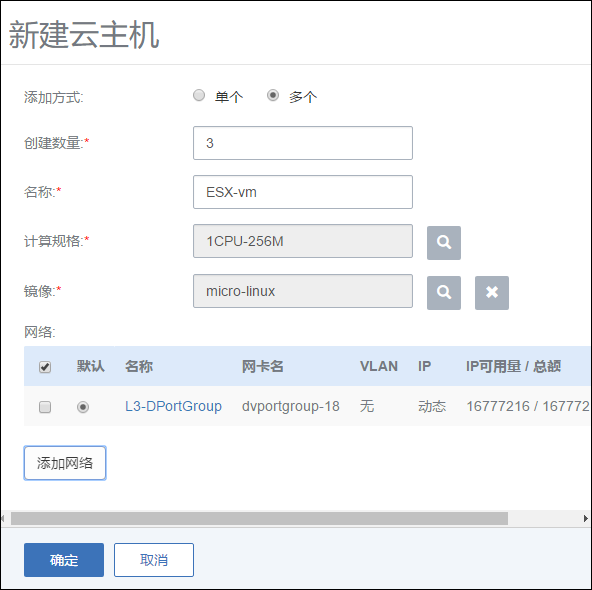 新建云主机
添加方式: 单个 多个
创建数量:* 3
名称:* ESX-vm
计算规格:* 1CPU-256M
镜像:* micro-linux
网络:
默认 名称 网卡名 VLAN IP IP可用量 / 总额
L3-DPortGroup dvportgroup-18 无 动态 16777216 / 167772
添加网络
确定 取消